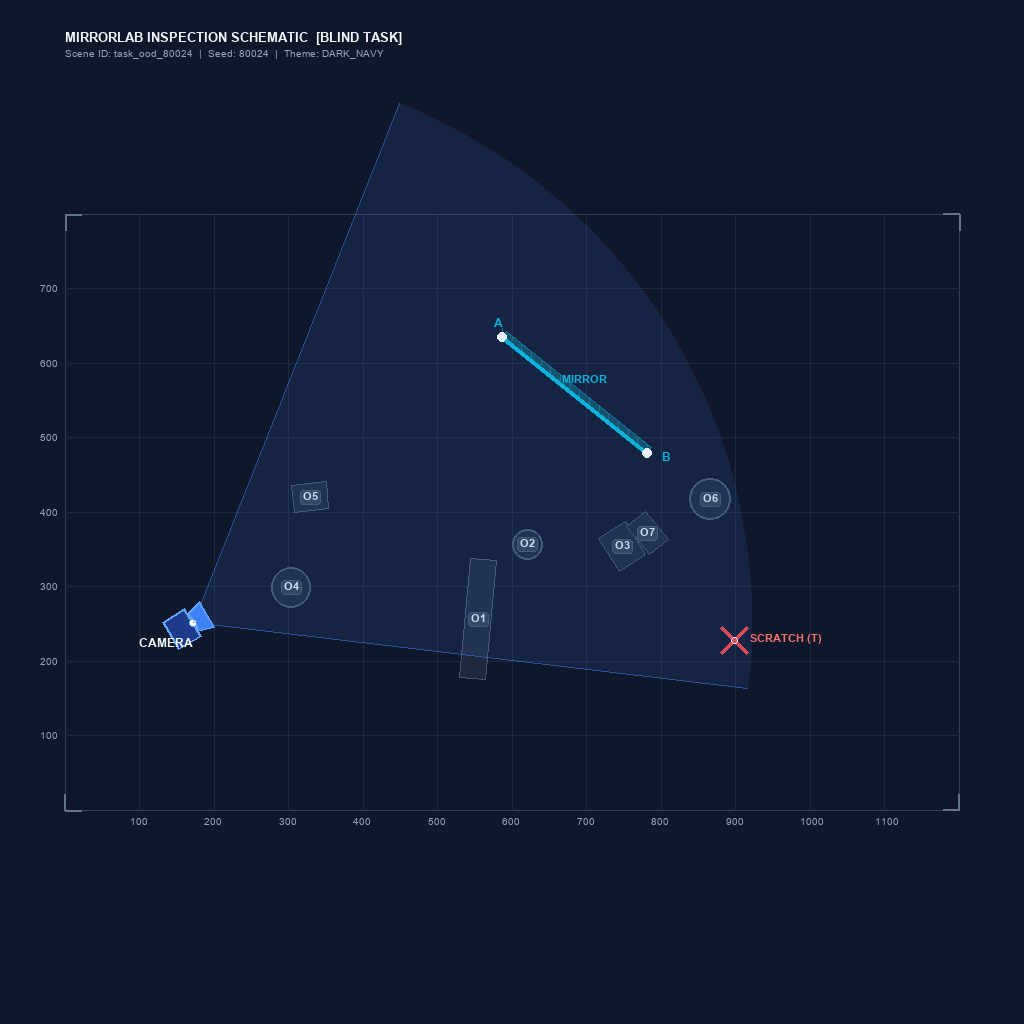 MIRRORLAB INSPECTION SCHEMATIC [BLIND TASK]
Scene ID: task_ood_80024 | Seed: 80024 | Theme: DARK_NAVY
A
MIRROR
B
O5
O6
O2
O7
O3
O4
O1
CAMERA
SCRATCH (T)
700
600
500
400
300
200
100
100 200 300 400 500 600 700 800 900 1000 1100